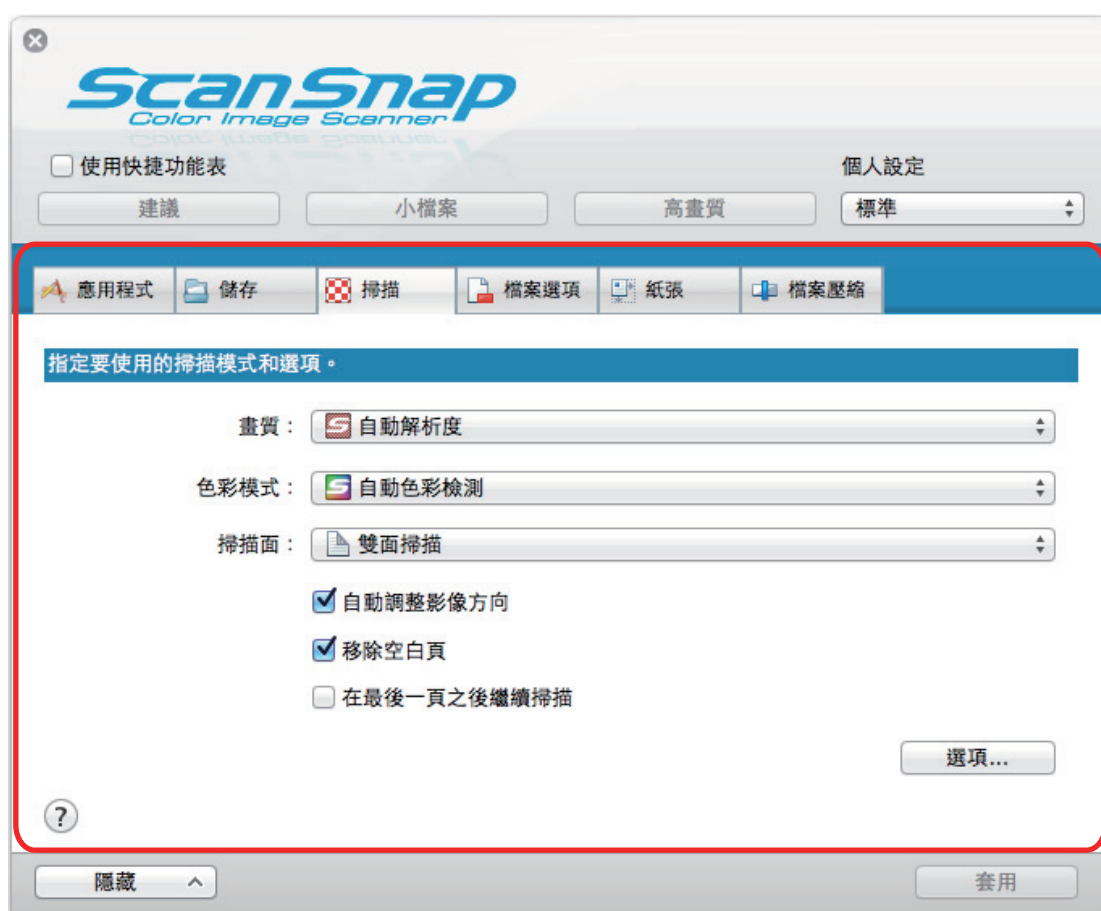 ScanSnap
Color Image Scanner
使用快捷功能表
個人設定
建議 小檔案 高畫質 標準
應用程式 儲存 掃描 檔案選項 紙張 檔案壓縮
指定要使用的掃描模式和選項。
畫質： 自動解析度
色彩模式： 自動色彩檢測
掃描面： 雙面掃描
自動調整影像方向
移除空白頁
在最後一頁之後繼續掃描
選項...
?
隱藏 套用